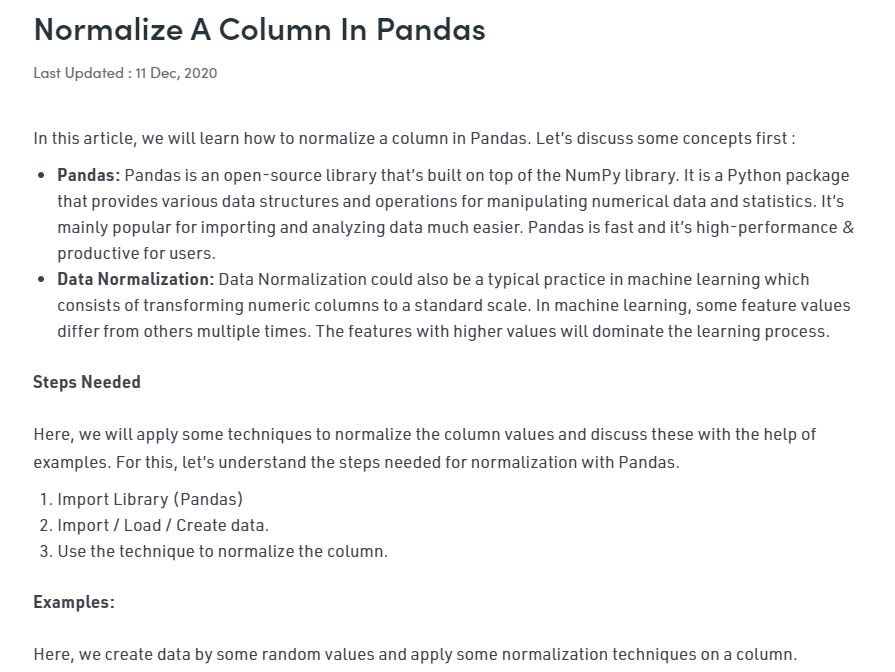 Normalize A Column In Pandas
Last Updated : 11 Dec, 2020
In this article, we will learn how to normalize a column in Pandas. Let's discuss some concepts first :
• Pandas: Pandas is an open-source library that's built on top of the NumPy library. It is a Python package
that provides various data structures and operations for manipulating numerical data and statistics. It's
mainly popular for importing and analyzing data much easier. Pandas is fast and it's high-performance &
productive for users.
• Data Normalization: Data Normalization could also be a typical practice in machine learning which
consists of transforming numeric columns to a standard scale. In machine learning, some feature values
differ from others multiple times. The features with higher values will dominate the learning process.
Steps Needed
Here, we will apply some techniques to normalize the column values and discuss these with the help of
examples. For this, let's understand the steps needed for normalization with Pandas.
1. Import Library (Pandas)
2. Import / Load / Create data.
3. Use the technique to normalize the column.
Examples:
Here, we create data by some random values and apply some normalization techniques on a column.